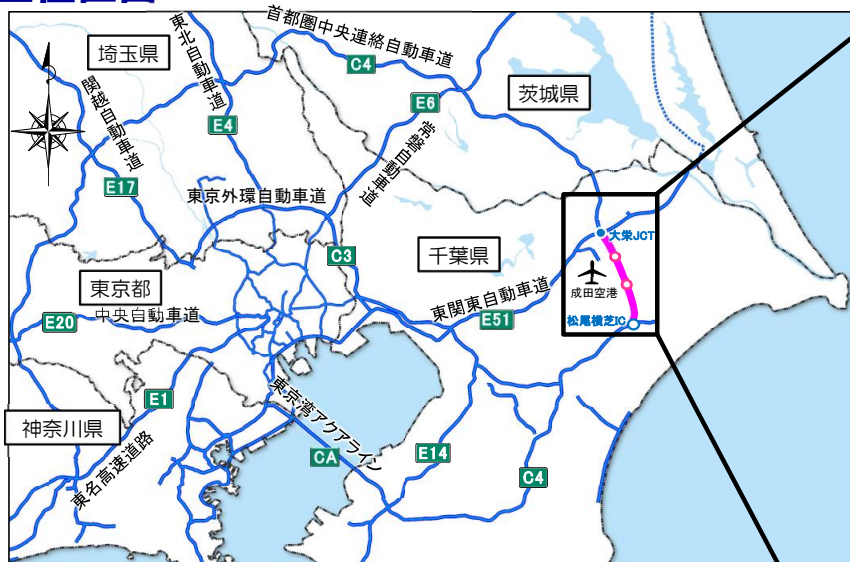 首都圏中央連絡自動車道
東北自動車道
埼玉県
C4
茨城県
関越自動車道
E6
E4
常磐自動車道
E17
東京外環自動車道
大栄JCT
千葉県
C3
東京都
成田空港
東関東自動車道
中央自動車道
E20
E51
松尾横芝IC
E1
東京湾アクアライン
神奈川県
東名高速道路
CA
E14
C4